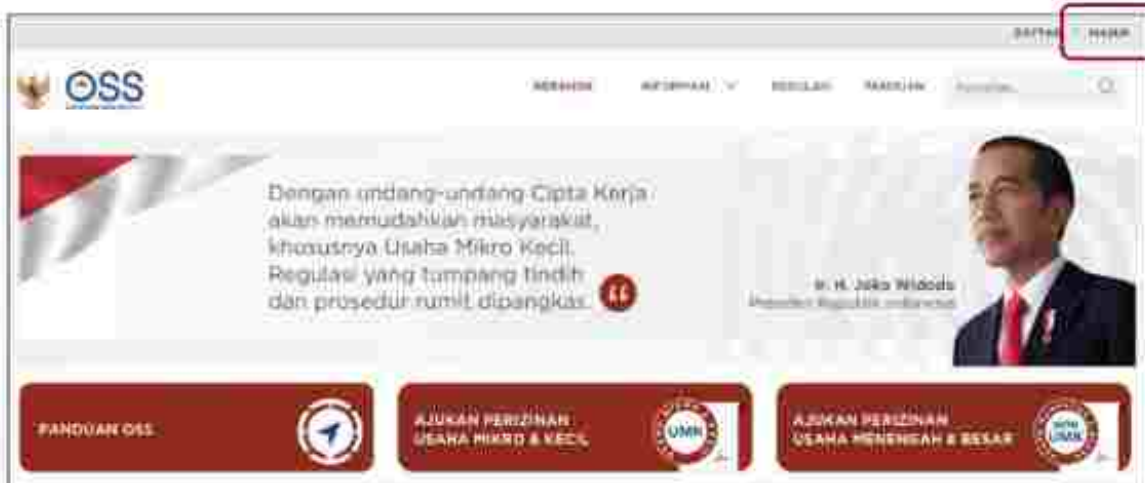 DAFTAR MASUK
OSS
BERANDA INFORMASI REGULASI PANDUAN
Dengan undang-undang Cipta Kerja
akan memudahkan masyarakat,
khususnya Usaha Mikro Kecil.
Regulasi yang tumpang tindih
dan prosedur rumit dipangkas.
Ir. H. Joko Widodo
Presiden Republik Indonesia
PANDUAN OSS
AJUKAN PERIZINAN
USAHA MIKRO & KECIL
UMK
AJUKAN PERIZINAN
USAHA MENENGAH & BESAR
NON
UMK